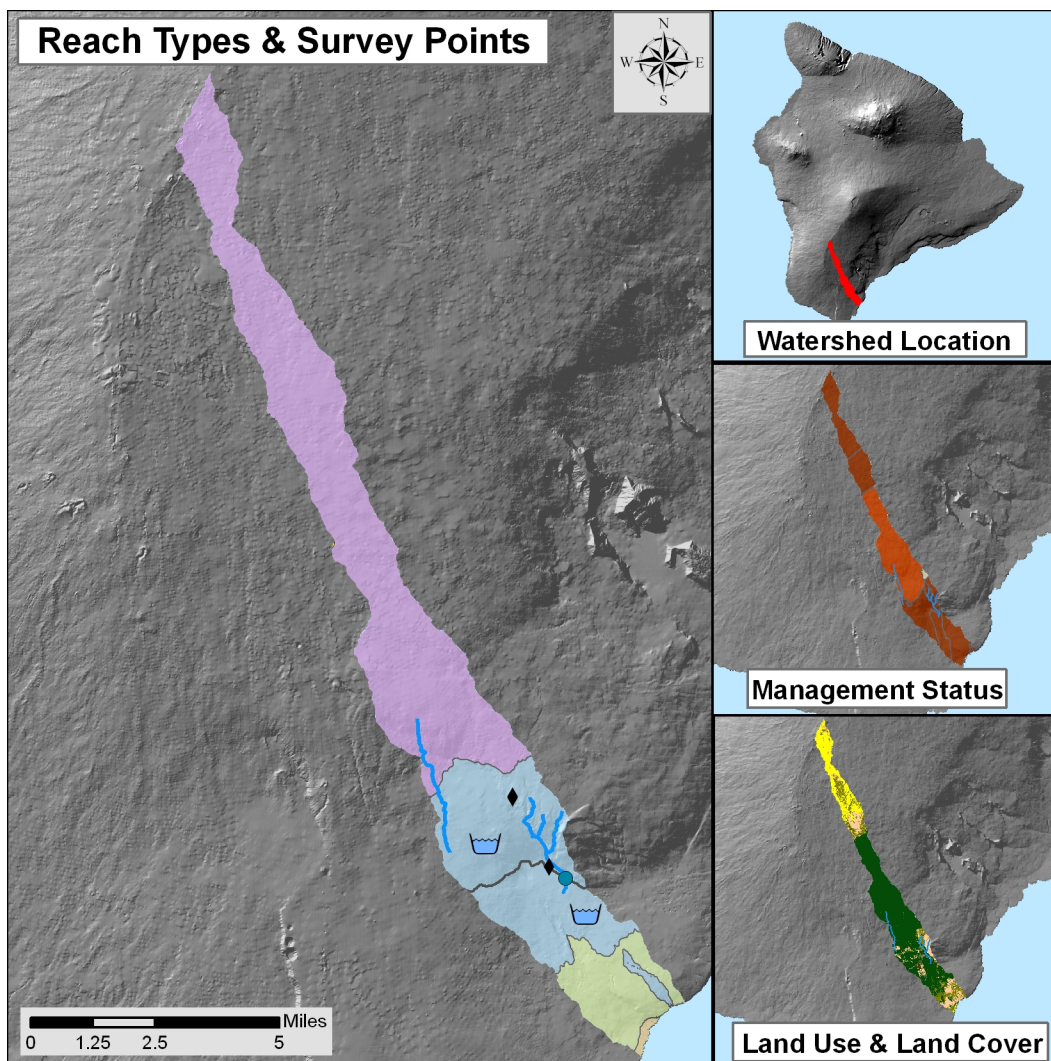 Reach Types & Survey Points
N
W E
S
Watershed Location
Management Status
Miles
0 1.25 2.5 5
Land Use & Land Cover